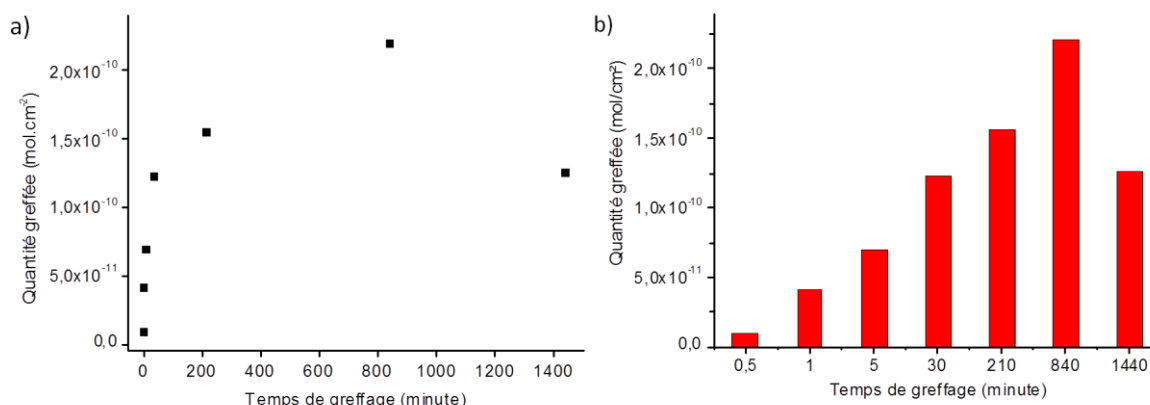 a)
Quantité greffée (mol.cm⁻²)
2,0x10⁻¹⁰
1,5x10⁻¹⁰
1,0x10⁻¹⁰
5,0x10⁻¹¹
0,0
0 200 400 600 800 1000 1200 1400
Temps de greffage (minute)
b)
Quantité greffée (mol/cm²)
2,0x10⁻¹⁰
1,5x10⁻¹⁰
1,0x10⁻¹⁰
5,0x10⁻¹¹
0,0
0,5 1 5 30 210 840 1440
Temps de greffage (minute)